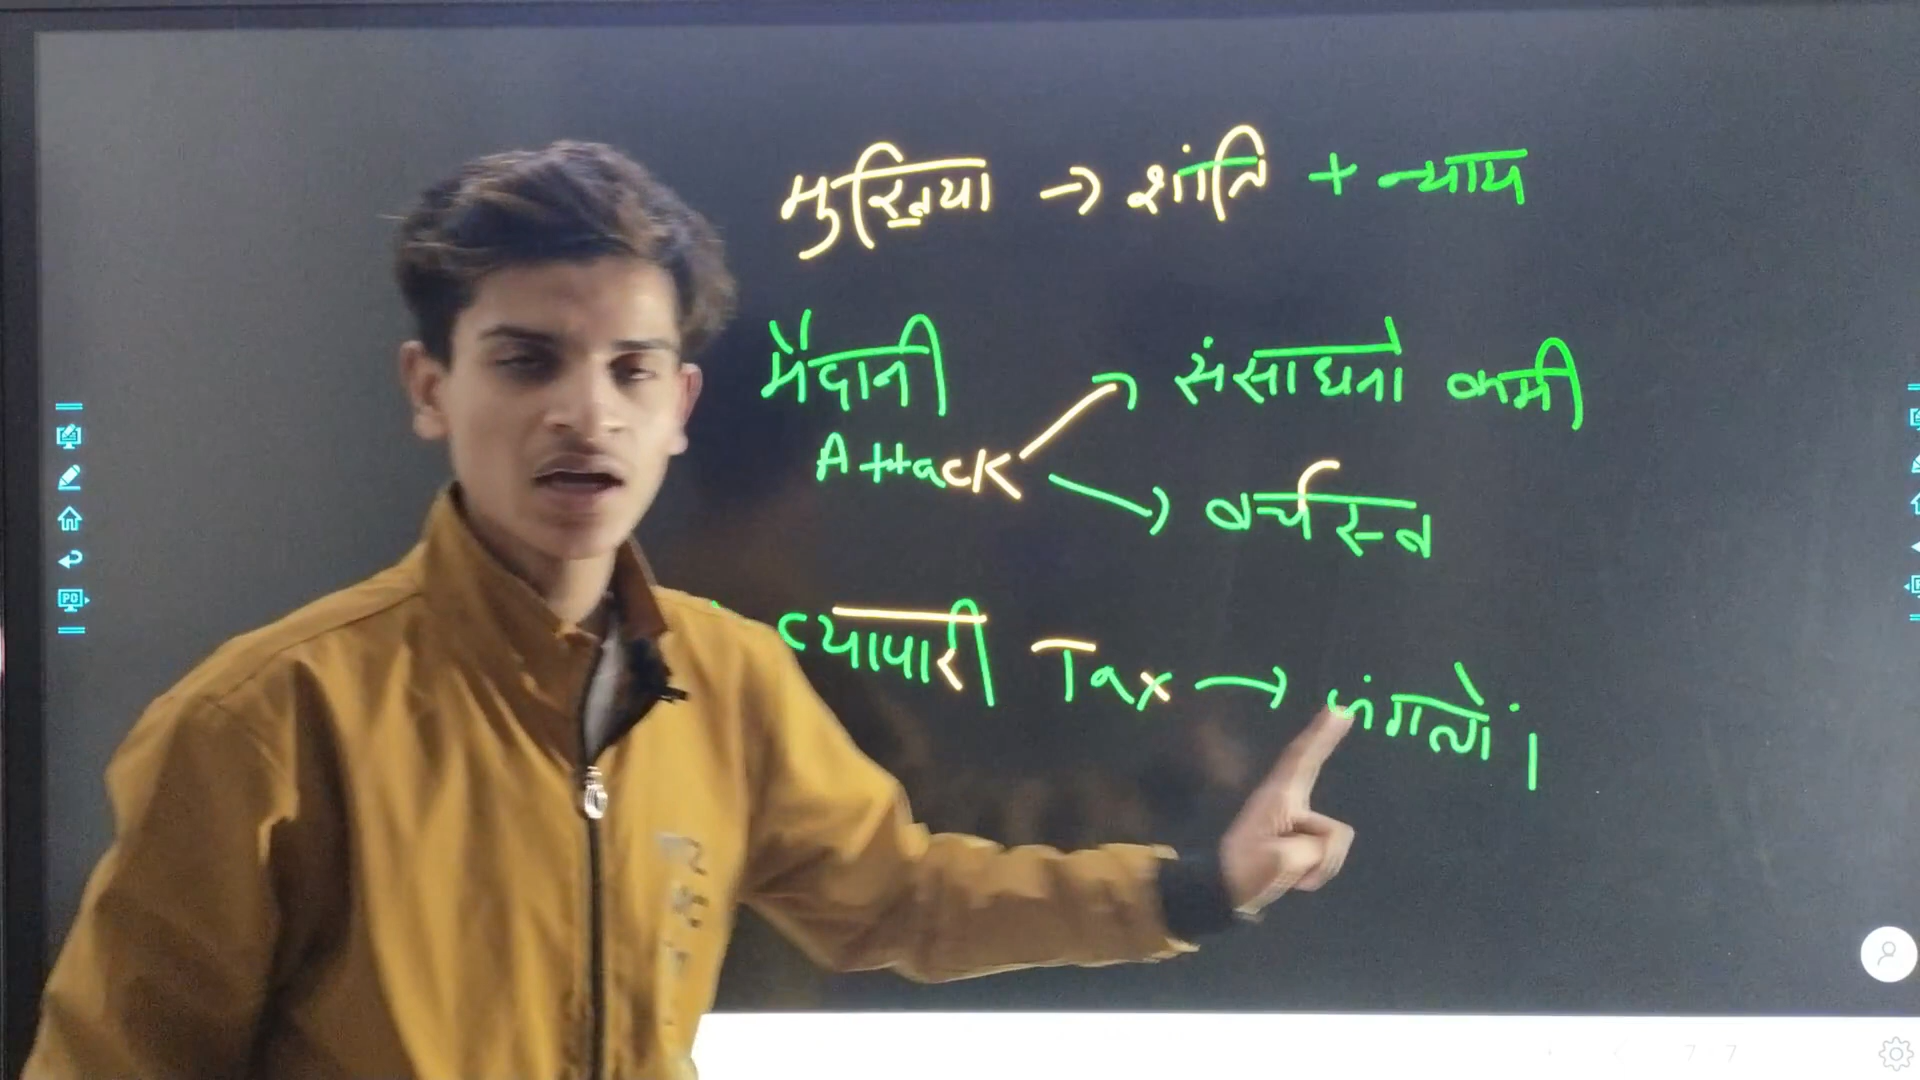 मुखिया → शांति + न्याय
मैदानी → संसाधनों कमी
Attack → वर्चस्व
व्यापारी Tax → जंगलों ।